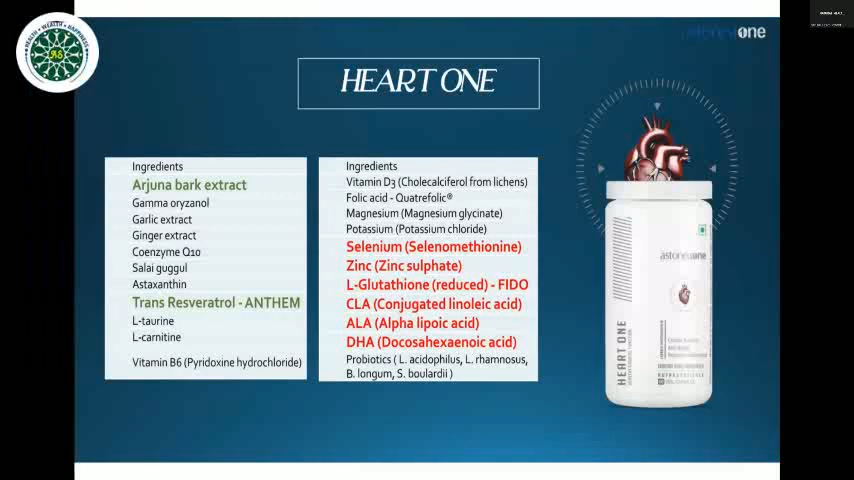 HEALTH • WEALTH • HAPPINESS
HEART ONE
Ingredients
Arjuna bark extract
Gamma oryzanol
Garlic extract
Ginger extract
Coenzyme Q10
Salai guggul
Astaxanthin
Trans Resveratrol - ANTHEM
L-taurine
L-carnitine
Vitamin B6 (Pyridoxine hydrochloride)
Ingredients
Vitamin D3 (Cholecalciferol from lichens)
Folic acid - Quatrefolic®
Magnesium (Magnesium glycinate)
Potassium (Potassium chloride)
Selenium (Selenomethionine)
Zinc (Zinc sulphate)
L-Glutathione (reduced) - FIDO
CLA (Conjugated linoleic acid)
ALA (Alpha lipoic acid)
DHA (Docosahexaenoic acid)
Probiotics ( L. acidophilus, L. rhamnosus,
B. longum, S. boulardii )
HEART ONE